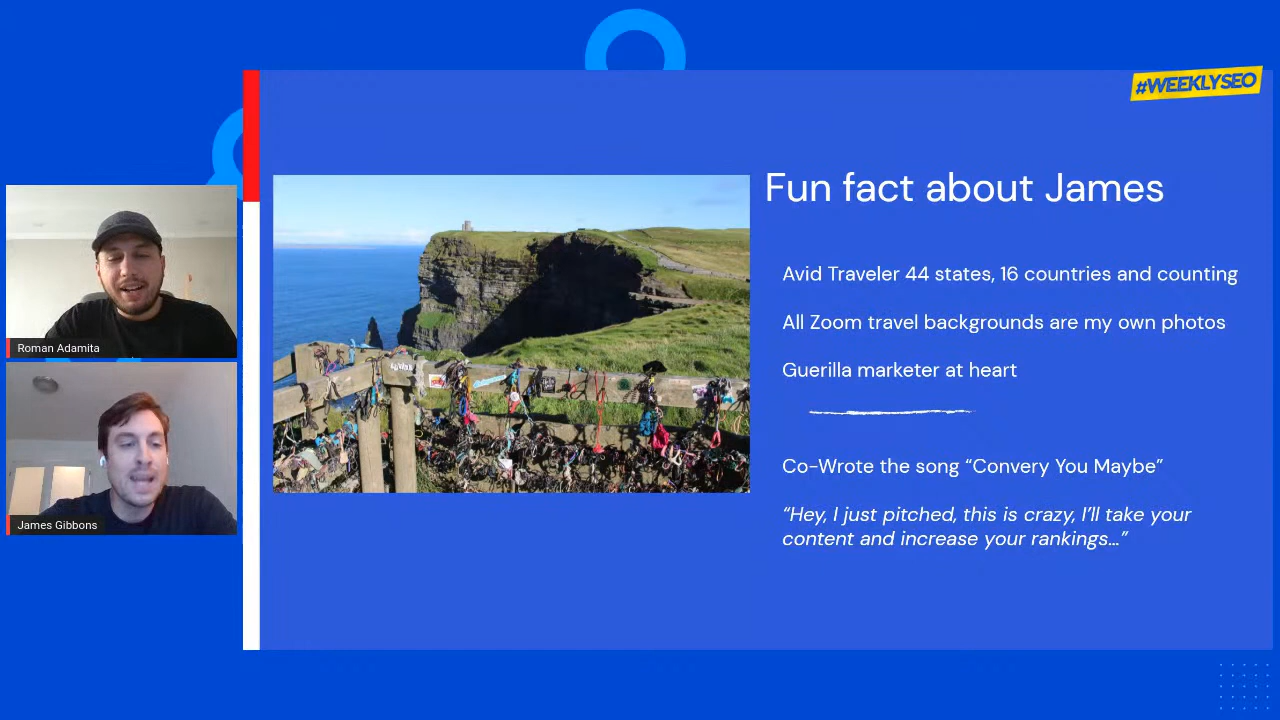 #WEEKLYSEO
Fun fact about James
Avid Traveler 44 states, 16 countries and counting
All Zoom travel backgrounds are my own photos
Guerilla marketer at heart
Co-Wrote the song “Convery You Maybe”
“Hey, I just pitched, this is crazy, I’ll take your
content and increase your rankings...”
Roman Adamita
James Gibbons